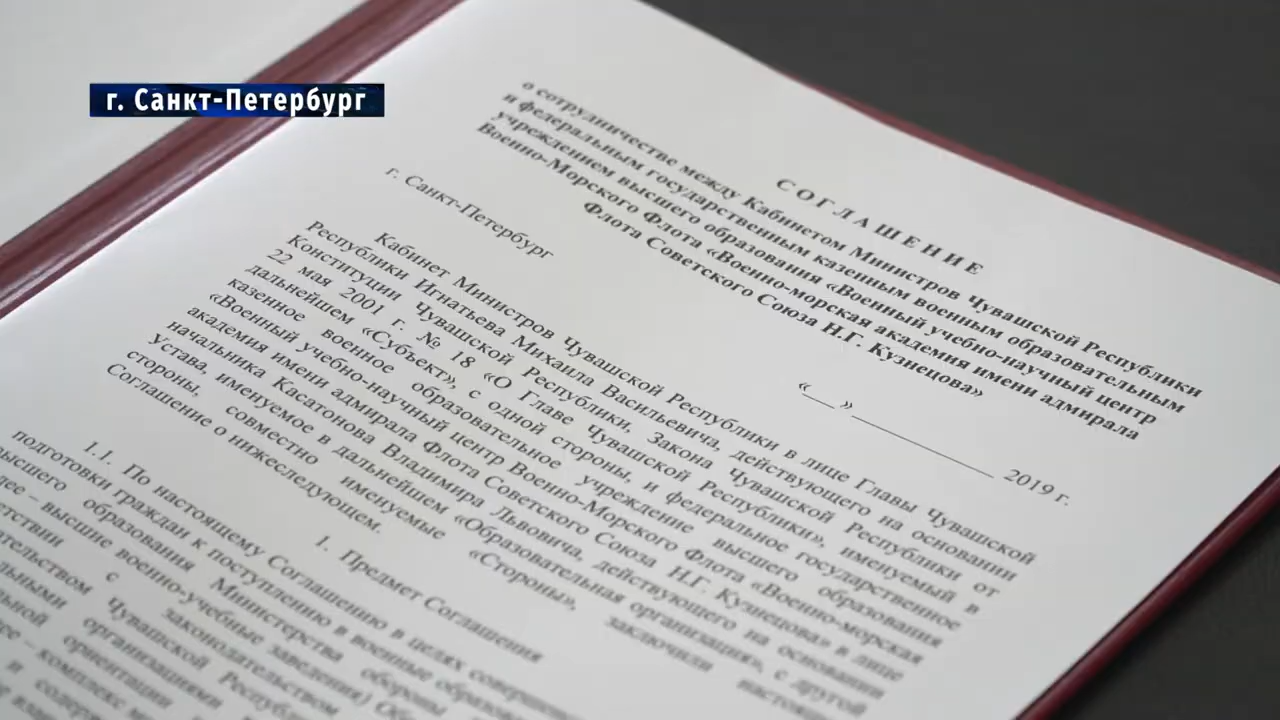 г. Санкт-Петербург
СОГЛАШЕНИЕ
о сотрудничестве между Кабинетом Министров Чувашской Республики
и федеральным государственным казенным военным образовательным
учреждением высшего образования «Военный учебно-научный центр
Военно-Морского Флота «Военно-морская академия имени адмирала
Флота Советского Союза Н.Г. Кузнецова»
г. Санкт-Петербург
«__» ____________ 2019 г.
Кабинет Министров Чувашской Республики в лице Главы Чувашской
Республики Игнатьева Михаила Васильевича, действующего на основании
Конституции Чувашской Республики, Закона Чувашской Республики от
22 мая 2001 г. № 18 «О Главе Чувашской Республики», именуемый в
дальнейшем «Субъект», с одной стороны, и федеральное государственное
казенное военное образовательное учреждение высшего образования
«Военный учебно-научный центр Военно-Морского Флота «Военно-морская
академия имени адмирала Флота Советского Союза Н.Г. Кузнецова» в лице
начальника Касатонова Владимира Львовича, действующего на основании
Устава, именуемое в дальнейшем «Образовательная организация», с другой
стороны, совместно именуемые «Стороны», заключили
Соглашение о нижеследующем.
1. Предмет Соглашения
1.1. По настоящему Соглашению в целях
подготовки граждан к поступлению в военные
образования Министерства обороны
– высшие военно-учебные заведения)
с законодательством
Чувашской
организациями
ориентации
– комплекс
и